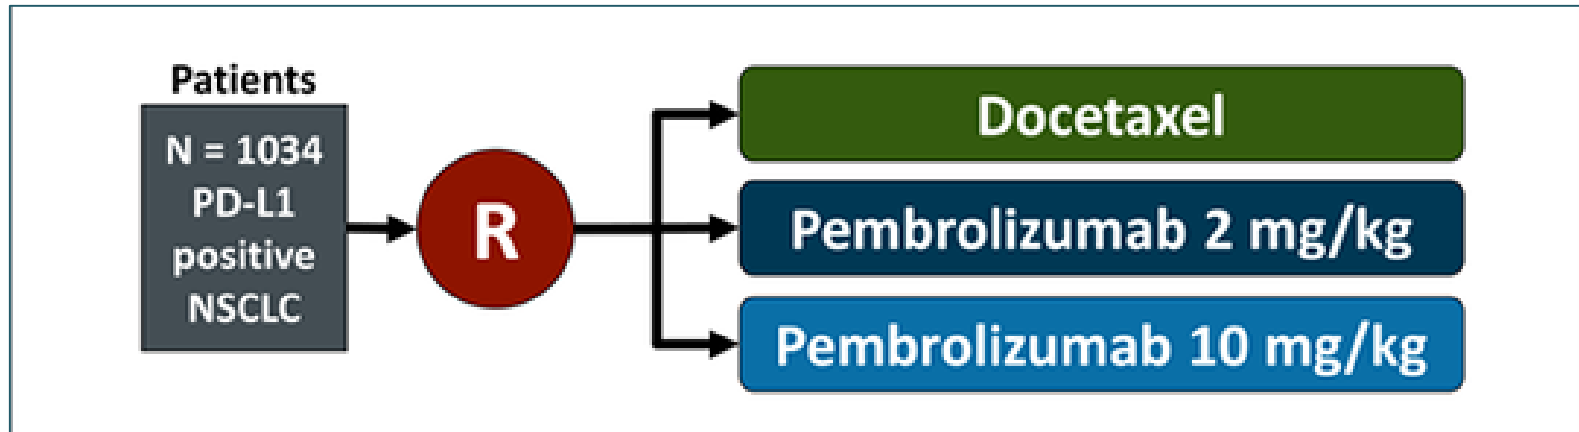 Patients
N = 1034
PD-L1
positive
NSCLC
R
Docetaxel
Pembrolizumab 2 mg/kg
Pembrolizumab 10 mg/kg